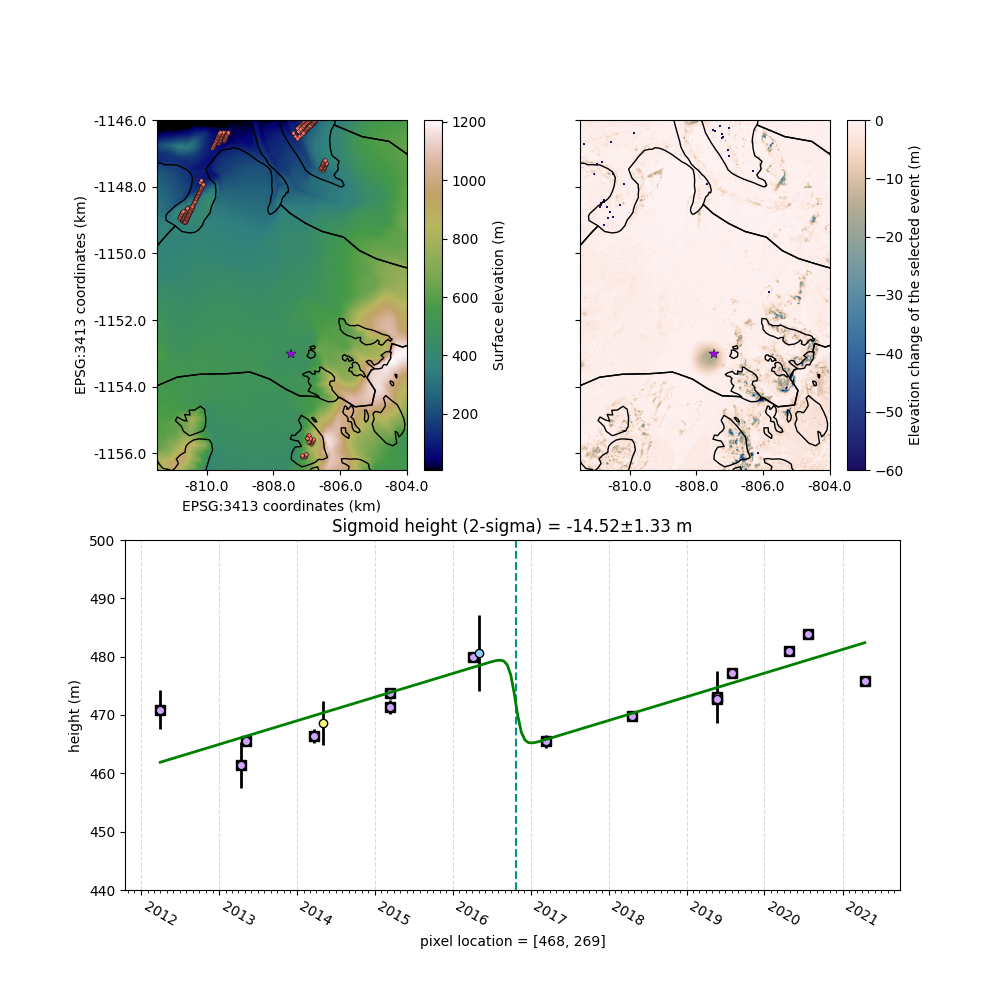 -1146.0
-1148.0
-1150.0
-1152.0
-1154.0
-1156.0
EPSG:3413 coordinates (km)
-810.0 -808.0 -806.0 -804.0
EPSG:3413 coordinates (km)
1200
1000
800
600
400
200
Surface elevation (m)
-810.0 -808.0 -806.0 -804.0
0
−10
−20
−30
−40
−50
−60
Elevation change of the selected event (m)
Sigmoid height (2-sigma) = -14.52±1.33 m
500
490
480
470
460
450
440
height (m)
2012 2013 2014 2015 2016 2017 2018 2019 2020 2021
pixel location = [468, 269]